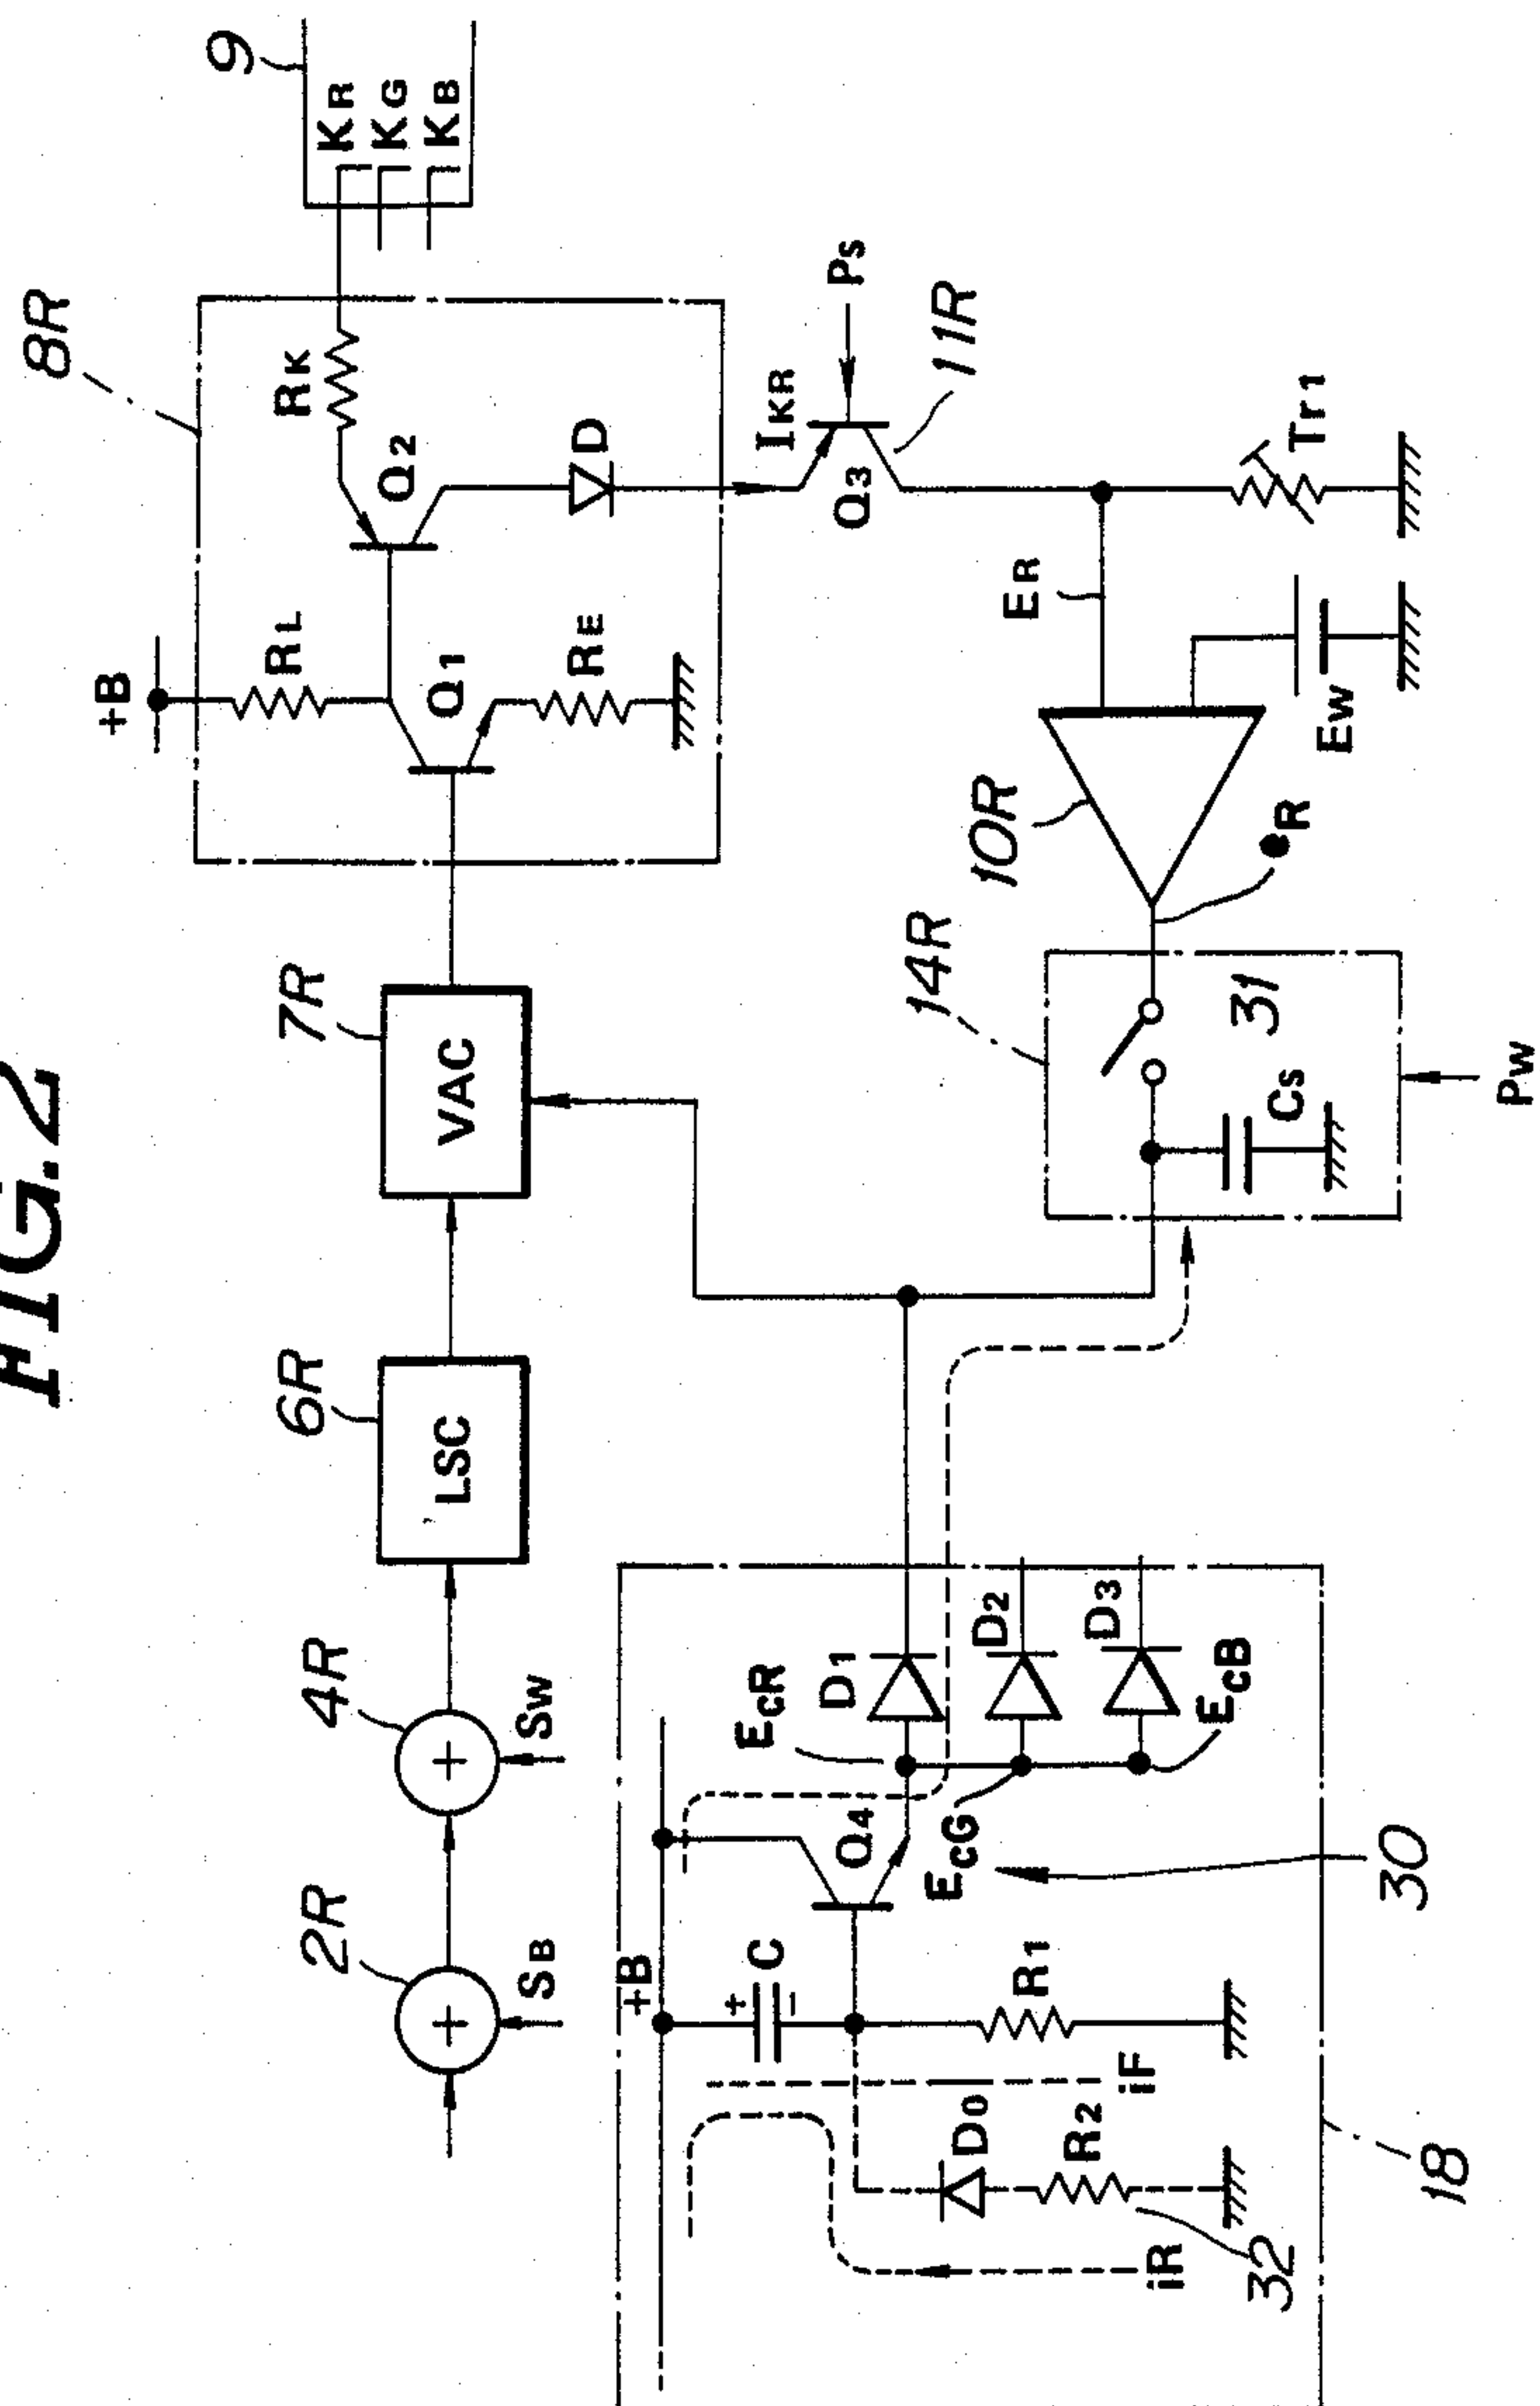 FIG. 2
8R
9
+B
RL
RK
KR
KG
KB
2R
4R
6R
7R
LSC
VAC
Q1
Q2
RE
D
SB
SW
IKR
Ps
Q3
11R
+B
C
Q4
EcR
D1
14R
10R
ER
EcG
D2
R1
D3
31
Cs
R
Ew
Tr1
iF
D0
R2
EcB
iR
32
30
Pw
18